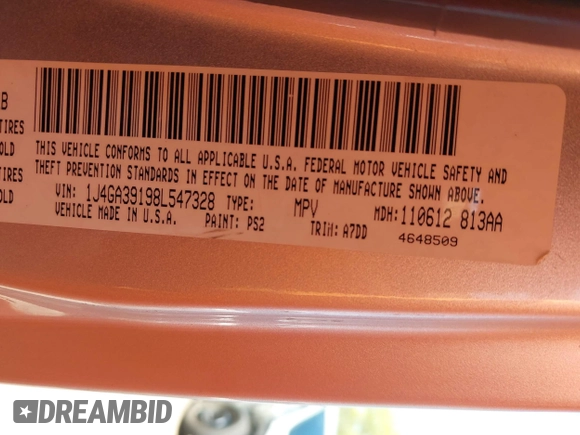 B
TIRES
OLD
TIRES
OLD
THIS VEHICLE CONFORMS TO ALL APPLICABLE U.S.A. FEDERAL MOTOR VEHICLE SAFETY AND
THEFT PREVENTION STANDARDS IN EFFECT ON THE DATE OF MANUFACTURE SHOWN ABOVE.
VIN: 1J4GA39198L547328 TYPE: MPV MDH: 110612 813AA
VEHICLE MADE IN U.S.A. PAINT: PS2 TRIM: A7DD 4648509
DREAMBID